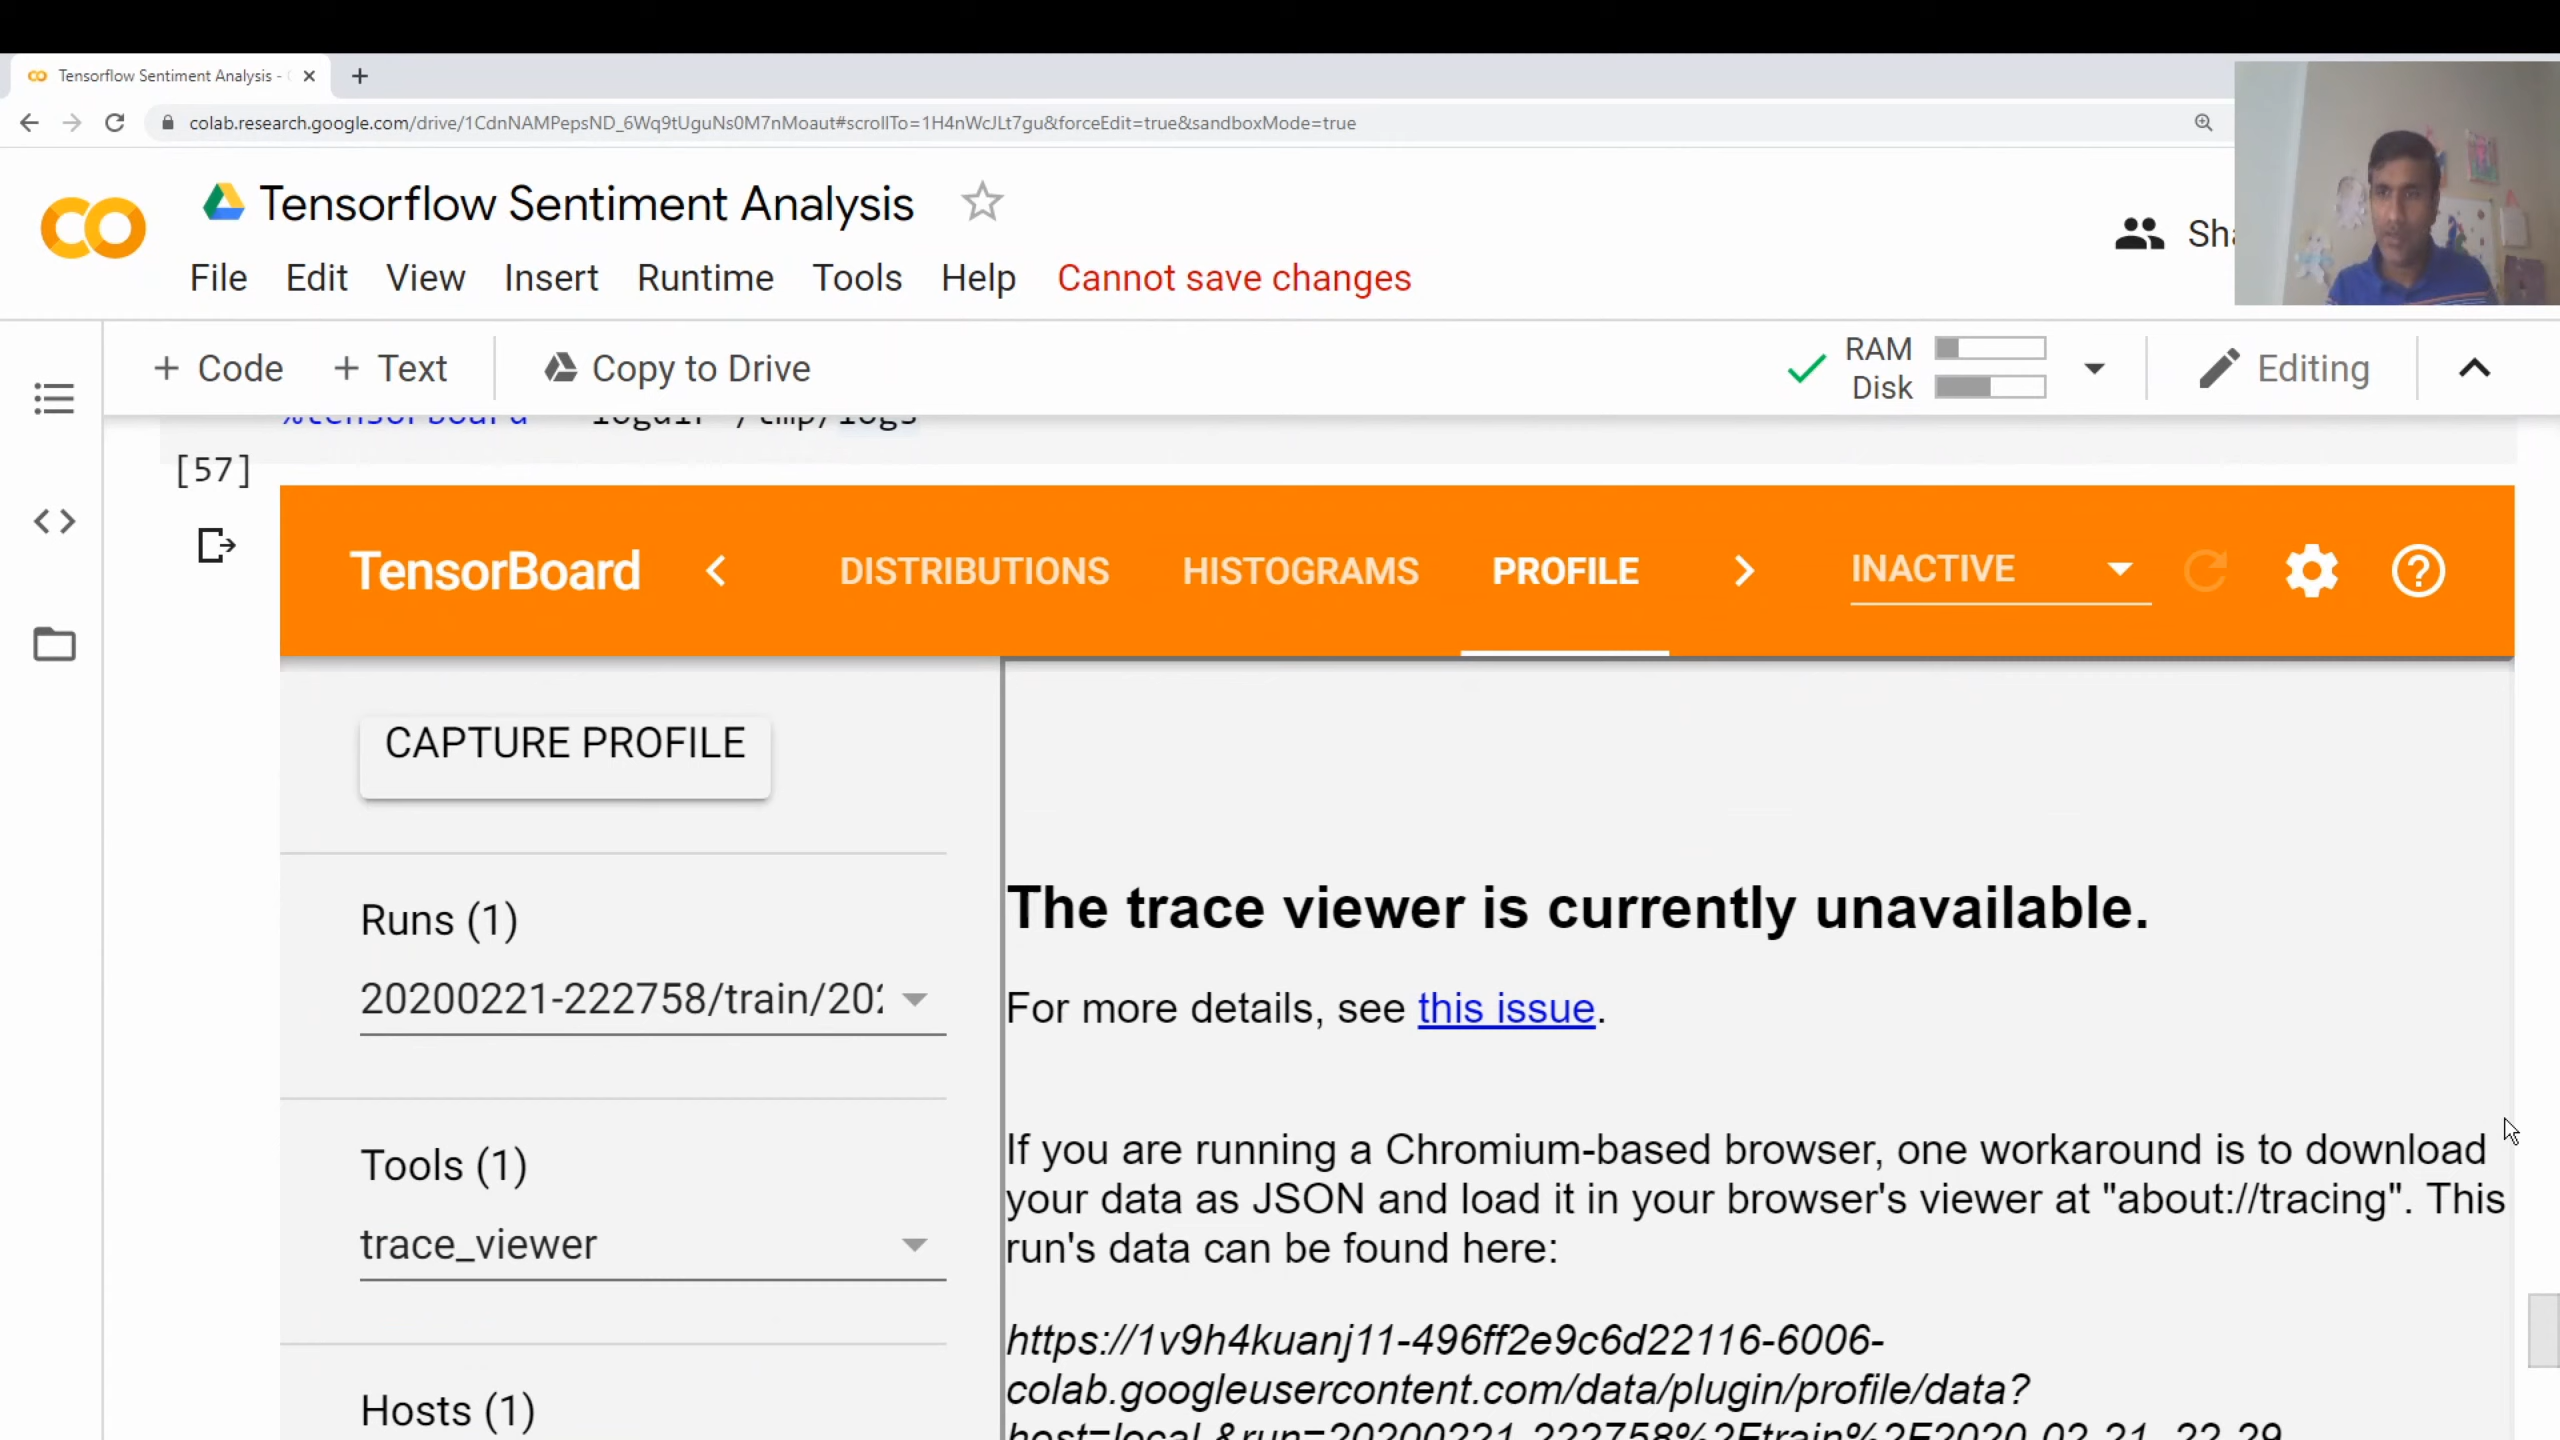 Tensorflow Sentiment Analysis -
colab.research.google.com/drive/1CdnNAMPepsND_6Wq9tUguNs0M7nMoaut#scrollTo=1H4nWcJLt7gu&forceEdit=true&sandboxMode=true
Tensorflow Sentiment Analysis
File Edit View Insert Runtime Tools Help Cannot save changes
+ Code + Text Copy to Drive RAM Disk Editing
[57]
TensorBoard DISTRIBUTIONS HISTOGRAMS PROFILE INACTIVE
CAPTURE PROFILE
Runs (1)
20200221-222758/train/202
Tools (1)
trace_viewer
Hosts (1)
The trace viewer is currently unavailable.
For more details, see this issue.
If you are running a Chromium-based browser, one workaround is to download
your data as JSON and load it in your browser's viewer at "about://tracing". This
run's data can be found here:
https://1v9h4kuanj11-496ff2e9c6d22116-6006-
colab.googleusercontent.com/data/plugin/profile/data?